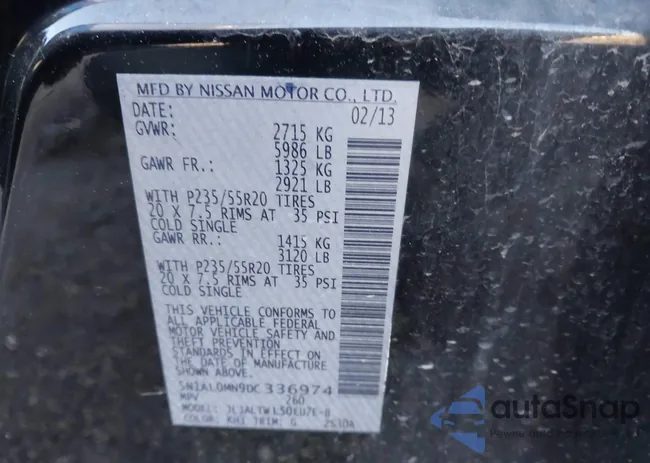 MFD BY NISSAN MOTOR CO., LTD.
DATE: 02/13
GVWR: 2715 KG
5986 LB
GAWR FR.: 1325 KG
2921 LB
WITH P235/55R20 TIRES
20 X 7.5 RIMS AT 35 PSI
COLD SINGLE
GAWR RR.: 1415 KG
3120 LB
WITH P235/55R20 TIRES
20 X 7.5 RIMS AT 35 PSI
COLD SINGLE
THIS VEHICLE CONFORMS TO
ALL APPLICABLE FEDERAL
MOTOR VEHICLE SAFETY AND
THEFT PREVENTION
STANDARDS IN EFFECT ON
THE DATE OF MANUFACTURE
SHOWN ABOVE.
5N1AL0MN9DC336974
MPV 260
COLOR: KH3 TRIM: G
autoSnap